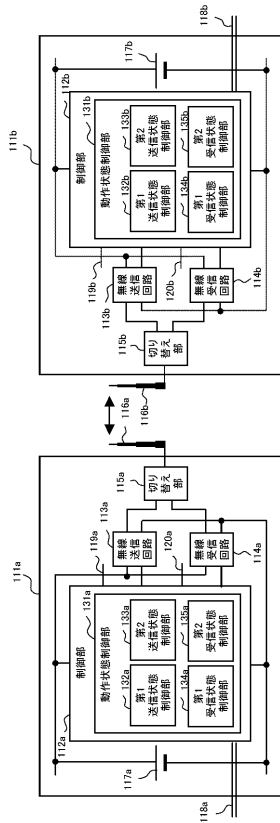 111a
112a
制御部
131a
動作状態制御部
132a
第1
送信状態
制御部
133a
第2
送信状態
制御部
134a
第1
受信状態
制御部
135a
第2
受信状態
制御部
117a
118a
119a
113a
無線
送信
回路
120a
無線
受信
回路
114a
115a
切り替え
部
116a
116b
111b
115b
切り替え
部
119b
113b
無線
送信
回路
120b
無線
受信
回路
114b
112b
制御部
131b
動作状態制御部
132b
第1
送信状態
制御部
133b
第2
送信状態
制御部
134b
第1
受信状態
制御部
135b
第2
受信状態
制御部
117b
118b